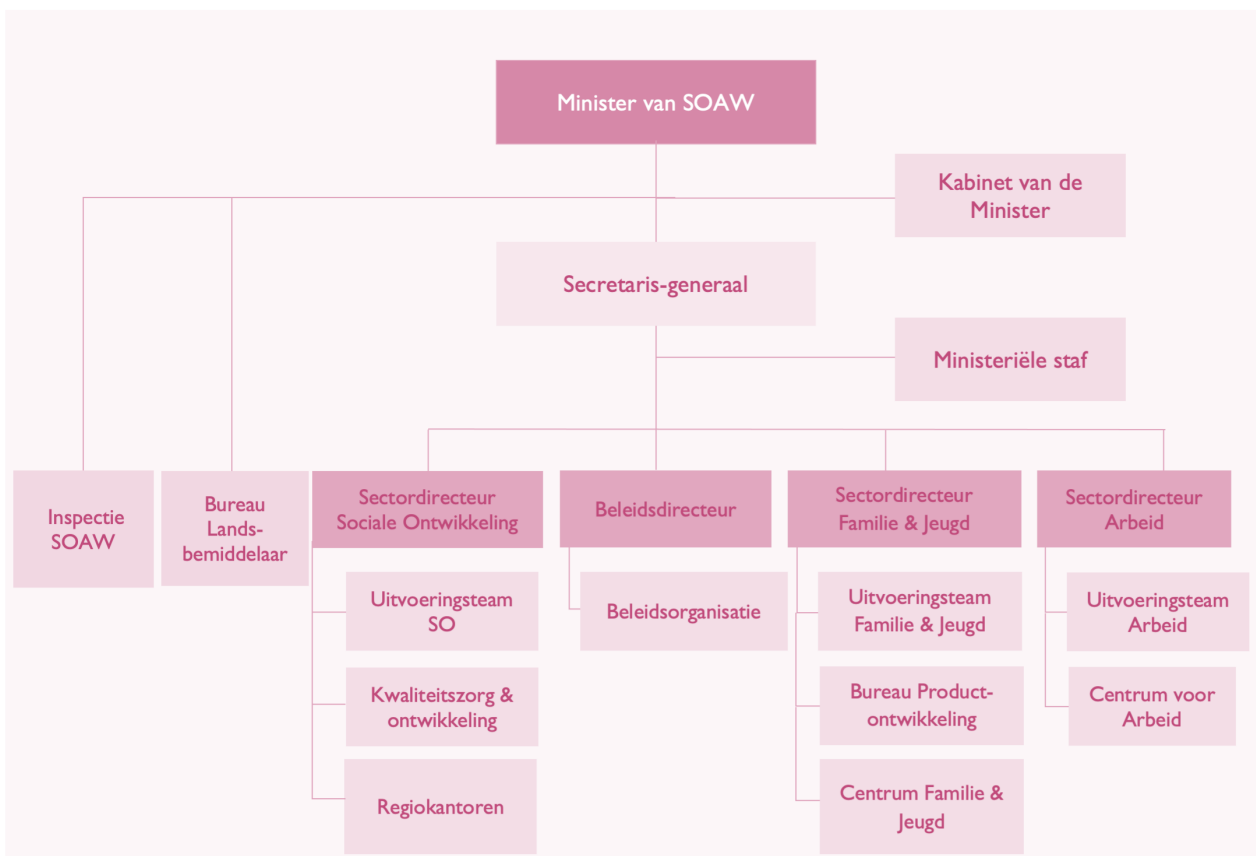 Minister van SOAW
Kabinet van de
Minister
Secretaris-generaal
Ministeriële staf
Inspectie
SOAW
Bureau
Lands-
bemiddelaar
Sectordirecteur
Sociale Ontwikkeling
Uitvoeringsteam
SO
Kwaliteitszorg &
ontwikkeling
Regiokantoren
Beleidsdirecteur
Beleidsorganisatie
Sectordirecteur
Familie & Jeugd
Uitvoeringsteam
Familie & Jeugd
Bureau Product-
ontwikkeling
Centrum Familie &
Jeugd
Sectordirecteur
Arbeid
Uitvoeringsteam
Arbeid
Centrum voor
Arbeid